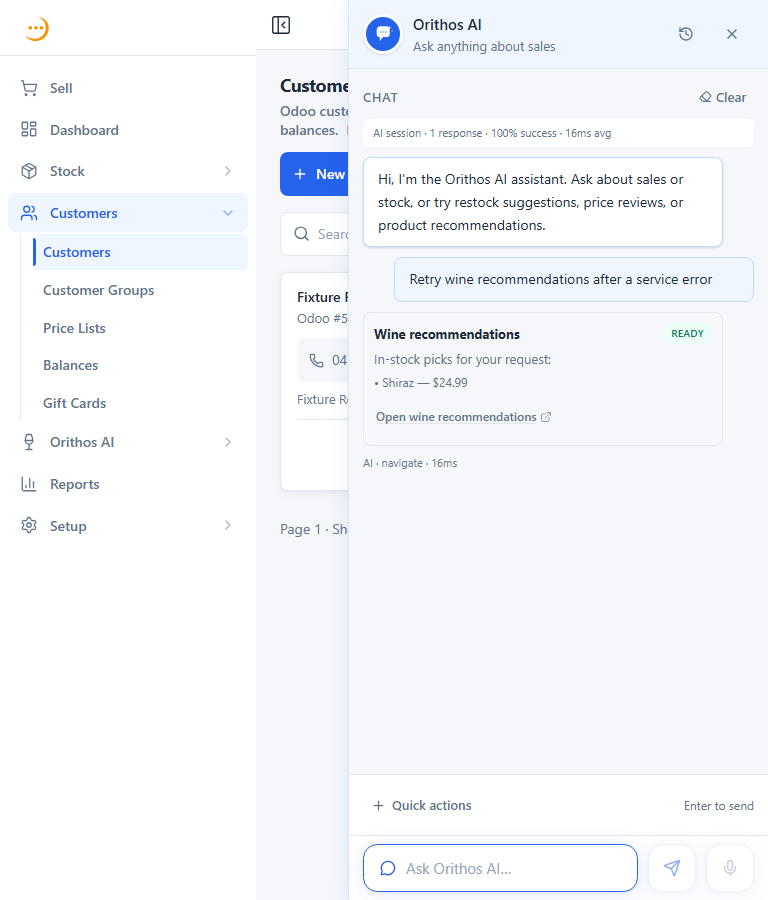 Sell
Dashboard
Stock
Customers
Customers
Customer Groups
Price Lists
Balances
Gift Cards
Orithos AI
Reports
Setup
Custome
Odoo custo
balances.
New
Searc
Fixture R
Odoo #5
04
Fixture Re
Page 1 · Sh
Orithos AI
Ask anything about sales
CHAT
Clear
AI session · 1 response · 100% success · 16ms avg
Hi, I'm the Orithos AI assistant. Ask about sales or
stock, or try restock suggestions, price reviews, or
product recommendations.
Retry wine recommendations after a service error
Wine recommendations
READY
In-stock picks for your request:
• Shiraz — $24.99
Open wine recommendations
AI · navigate · 16ms
Quick actions
Enter to send
Ask Orithos AI...